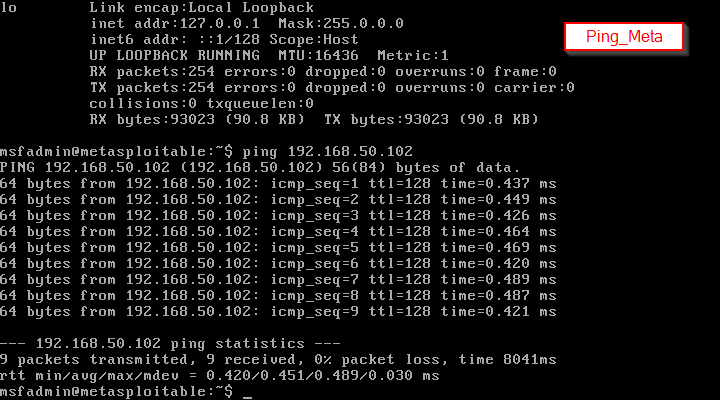 lo        Link encap:Local Loopback
          inet addr:127.0.0.1  Mask:255.0.0.0
          inet6 addr: ::1/128 Scope:Host
Ping_Meta
          UP LOOPBACK RUNNING  MTU:16436  Metric:1
          RX packets:254 errors:0 dropped:0 overruns:0 frame:0
          TX packets:254 errors:0 dropped:0 overruns:0 carrier:0
          collisions:0 txqueuelen:0
          RX bytes:93023 (90.8 KB)  TX bytes:93023 (90.8 KB)
msfadmin@metasploitable:~$ ping 192.168.50.102
PING 192.168.50.102 (192.168.50.102) 56(84) bytes of data.
64 bytes from 192.168.50.102: icmp_seq=1 ttl=128 time=0.437 ms
64 bytes from 192.168.50.102: icmp_seq=2 ttl=128 time=0.449 ms
64 bytes from 192.168.50.102: icmp_seq=3 ttl=128 time=0.426 ms
64 bytes from 192.168.50.102: icmp_seq=4 ttl=128 time=0.464 ms
64 bytes from 192.168.50.102: icmp_seq=5 ttl=128 time=0.469 ms
64 bytes from 192.168.50.102: icmp_seq=6 ttl=128 time=0.420 ms
64 bytes from 192.168.50.102: icmp_seq=7 ttl=128 time=0.489 ms
64 bytes from 192.168.50.102: icmp_seq=8 ttl=128 time=0.487 ms
64 bytes from 192.168.50.102: icmp_seq=9 ttl=128 time=0.421 ms
--- 192.168.50.102 ping statistics ---
9 packets transmitted, 9 received, 0% packet loss, time 8041ms
rtt min/avg/max/mdev = 0.420/0.451/0.489/0.030 ms
msfadmin@metasploitable:~$ _